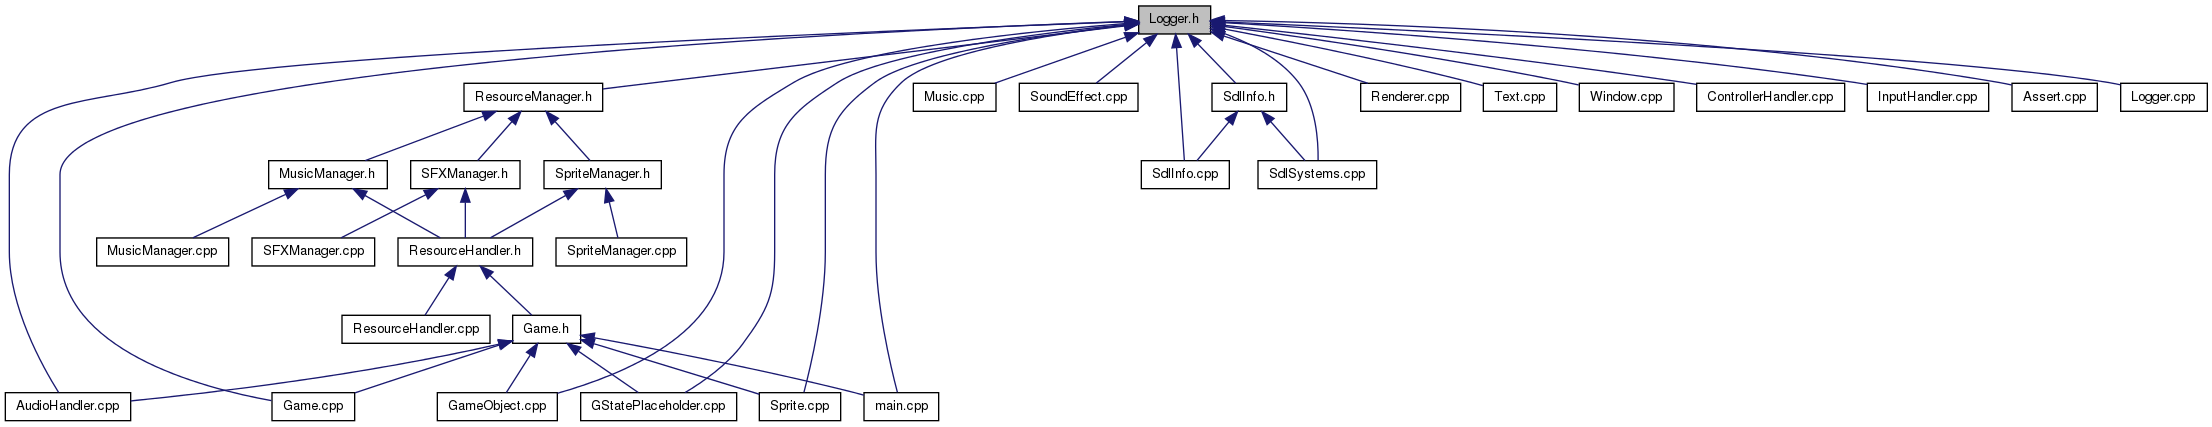 Logger.h
ResourceManager.h
Music.cpp
SoundEffect.cpp
SdlInfo.h
Renderer.cpp
Text.cpp
Window.cpp
ControllerHandler.cpp
InputHandler.cpp
Assert.cpp
Logger.cpp
MusicManager.h
SFXManager.h
SpriteManager.h
SdlInfo.cpp
SdlSystems.cpp
MusicManager.cpp
SFXManager.cpp
ResourceHandler.h
SpriteManager.cpp
ResourceHandler.cpp
Game.h
AudioHandler.cpp
Game.cpp
GameObject.cpp
GStatePlaceholder.cpp
Sprite.cpp
main.cpp